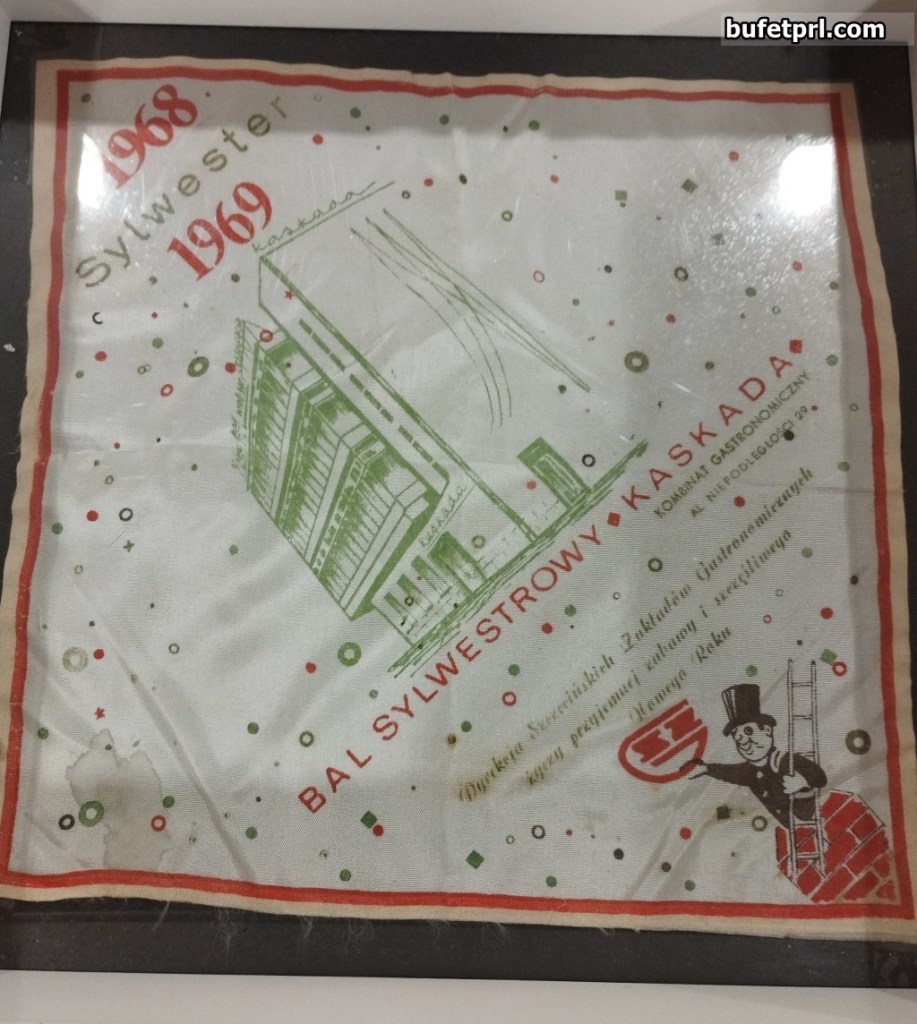 bufetprl.com
1968
Sylwester
1969
kaskada
kaskada
BAL SYLWESTROWY • KASKADA
KOMBINAT GASTRONOMICZNY
AL NIEPODLEGŁOŚCI 29
Dyrekcja Szczecińskich Zakładów Gastronomicznych
życzy przyjemnej zabawy i szczęśliwego
Nowego Roku